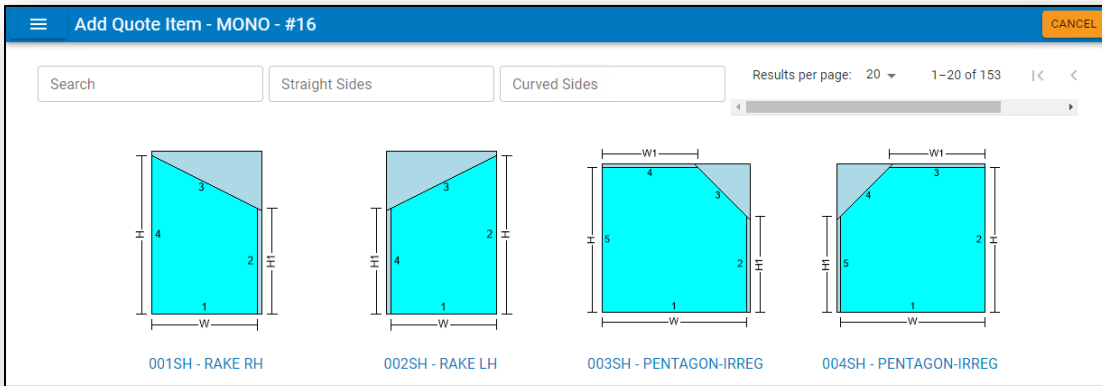 Add Quote Item - MONO - #16
CANCEL
Search
Straight Sides
Curved Sides
Results per page: 20
1–20 of 153
3
4
2
1
H
H1
W
001SH - RAKE RH
3
2
4
1
H1
H
W
002SH - RAKE LH
W1
4
3
5
2
1
H
H1
W
003SH - PENTAGON-IRREG
W1
3
4
2
5
1
H1
H
W
004SH - PENTAGON-IRREG